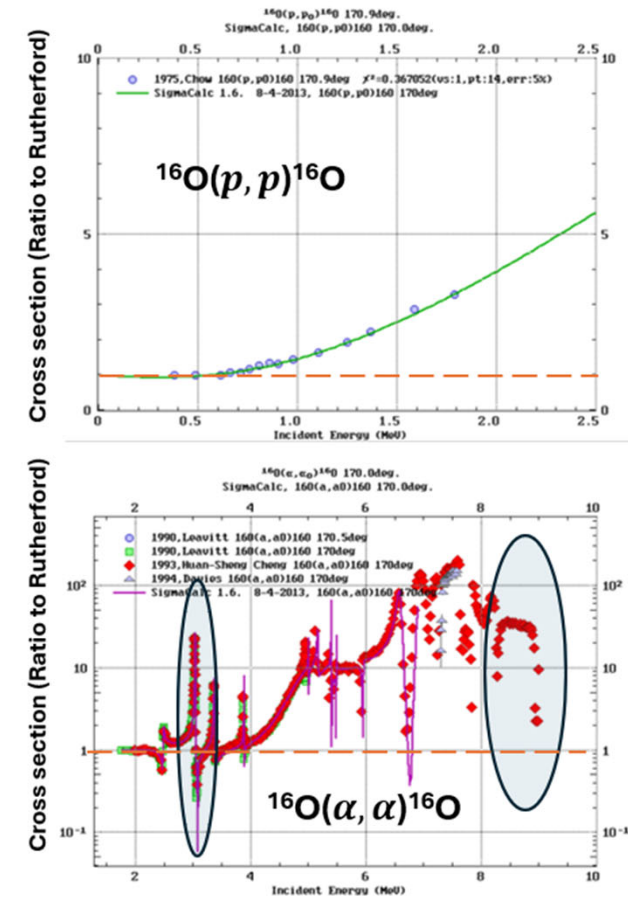 ¹⁶O(p,p₀)¹⁶O 170.9deg.
SigmaCalc, 16O(p,p0)16O 170.0deg.
0 0.5 1.0 1.5 2.0 2.5
10 10
1975,Chow 16O(p,p0)16O 170.9deg χ²=0.367052(vs:1,pt:14,err:5%)
SigmaCalc 1.6. 8-4-2013, 16O(p,p0)16O 170deg
¹⁶O(p,p)¹⁶O
5 5
0 0
0 0.5 1.0 1.5 2.0 2.5
Incident Energy (MeV)
Cross section (Ratio to Rutherford)
¹⁶O(α,α₀)¹⁶O 170.0deg.
SigmaCalc, 16O(a,a0)16O 170.0deg.
2 4 6 8 10
1990,Leavitt 16O(a,a0)16O 170.5deg
1990,Leavitt 16O(a,a0)16O 170deg
1993,Huan-Sheng Cheng 16O(a,a0)16O 170deg
1994,Davies 16O(a,a0)16O 170deg
SigmaCalc 1.6. 8-4-2013, 16O(a,a0)16O 170deg
10² 10²
10 10
1 1
¹⁶O(α,α)¹⁶O
10⁻¹ 10⁻¹
2 4 6 8 10
Incident Energy (MeV)
Cross section (Ratio to Rutherford)